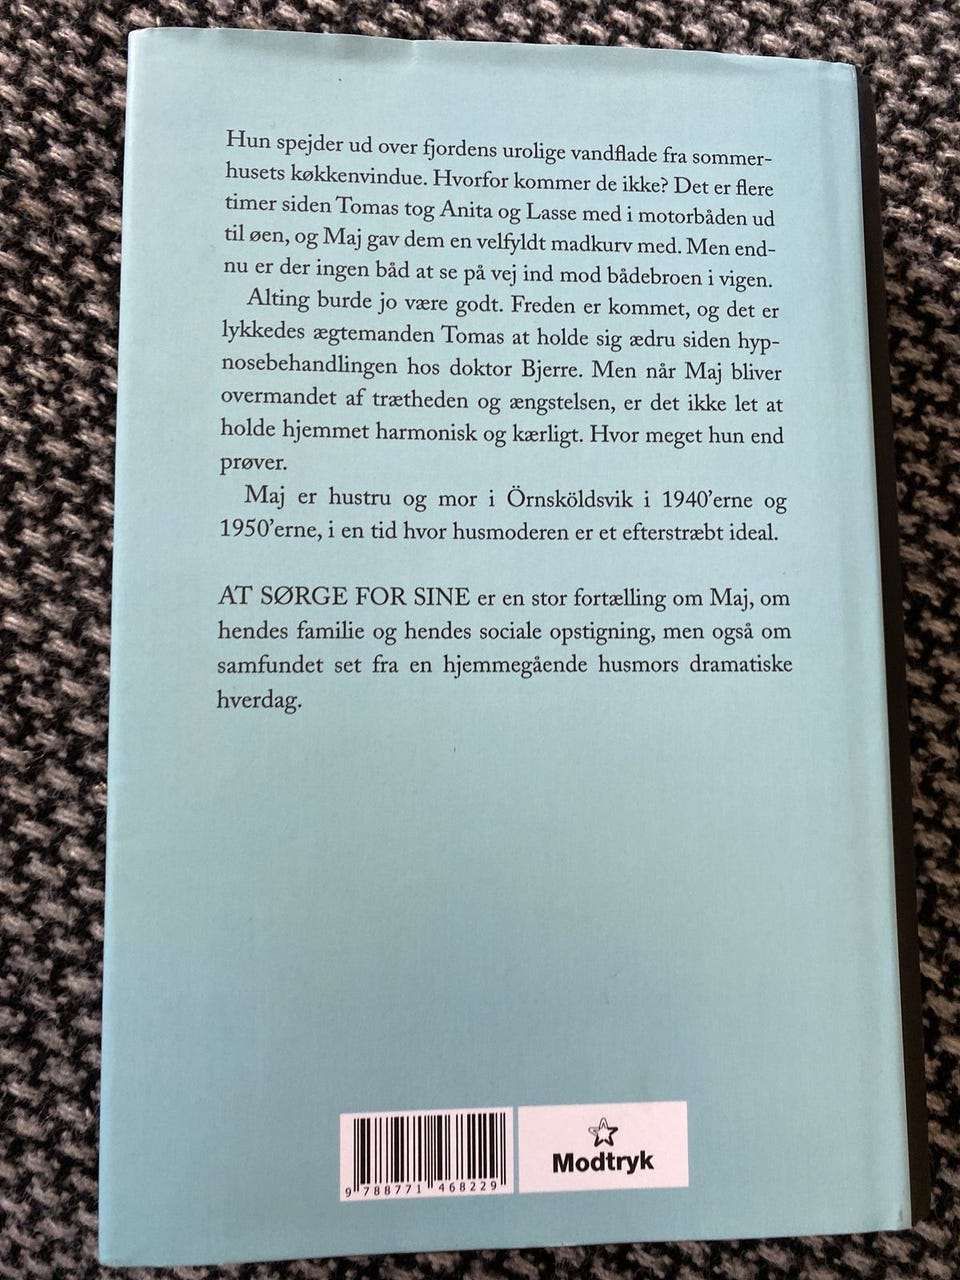 Hun spejder ud over fjordens urolige vandflade fra sommer-
husets køkkenvindue. Hvorfor kommer de ikke? Det er flere
timer siden Tomas tog Anita og Lasse med i motorbåden ud
til øen, og Maj gav dem en velfyldt madkurv med. Men end-
nu er der ingen båd at se på vej ind mod bådebroen i vigen.
Alting burde jo være godt. Freden er kommet, og det er
lykkedes ægtemanden Tomas at holde sig ædru siden hyp-
nosebehandlingen hos doktor Bjerre. Men når Maj bliver
overmandet af trætheden og ængstelsen, er det ikke let at
holde hjemmet harmonisk og kærligt. Hvor meget hun end
prøver.
Maj er hustru og mor i Örnsköldsvik i 1940’erne og
1950’erne, i en tid hvor husmoderen er et efterstræbt ideal.
AT SØRGE FOR SINE er en stor fortælling om Maj, om
hendes familie og hendes sociale opstigning, men også om
samfundet set fra en hjemmegående husmors dramatiske
hverdag.
9 788771 468229
Modtryk